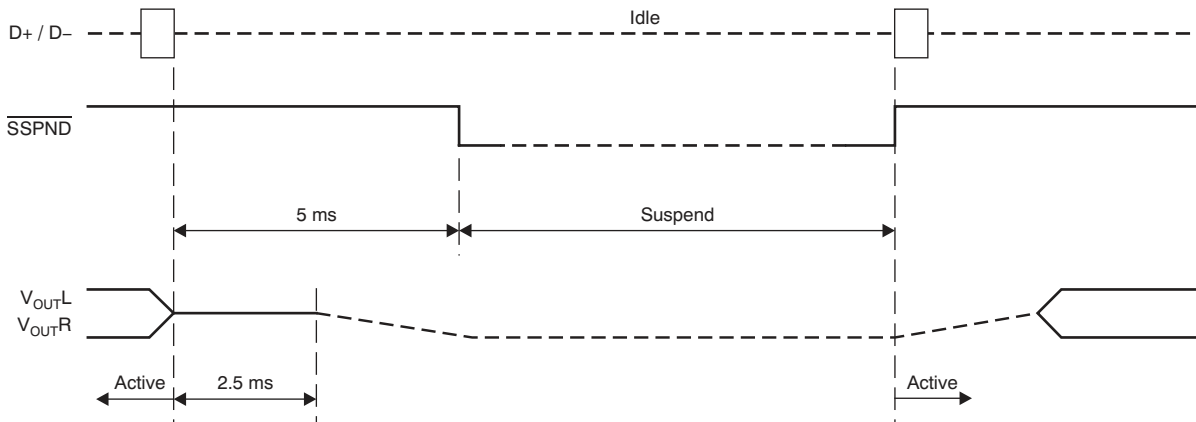 Idle
D+ / D–
SSPND
5 ms
Suspend
VOUTL
VOUTR
Active
2.5 ms
Active